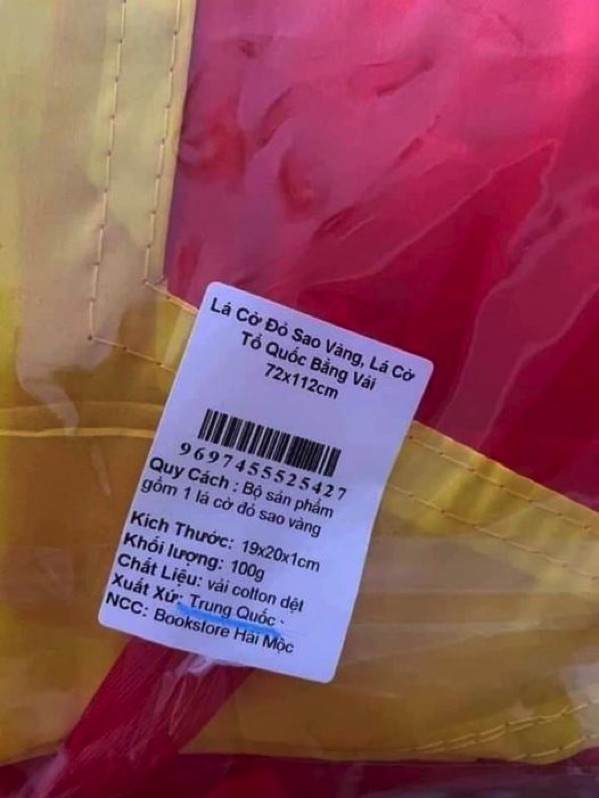 Lá Cờ Đỏ Sao Vàng, Lá Cờ
Tổ Quốc Bằng Vải
72x112cm
9697455525427
Quy Cách : Bộ sản phẩm
gồm 1 lá cờ đỏ sao vàng
Kích Thước: 19x20x1cm
Khối lượng: 100g
Chất Liệu: vải cotton dệt
Xuất Xứ: Trung Quốc
NCC: Bookstore Hải Mộc